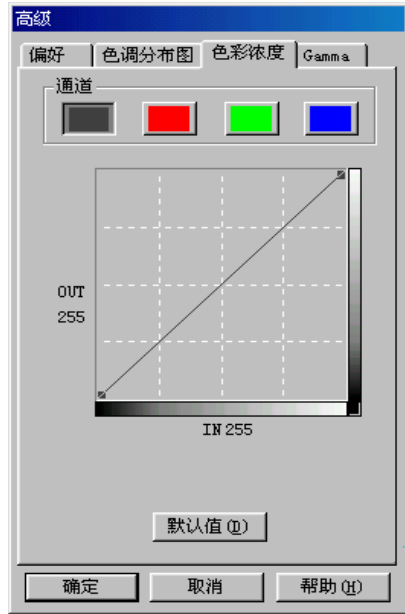 高级
偏好 色调分布图 色彩浓度 Gamma
通道
OUT
255
IN 255
默认值(D)
确定 取消 帮助(H)